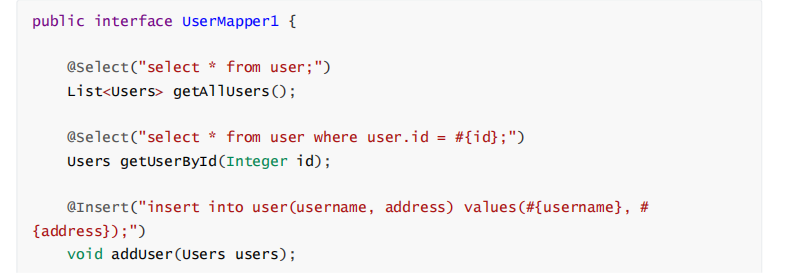 public interface UserMapper1 {
@Select("select * from user;")
List<Users> getAllUsers();
@Select("select * from user where user.id = #{id};")
Users getUserById(Integer id);
@Insert("insert into user(username, address) values(#{username}, #
{address});")
void addUser(Users users);